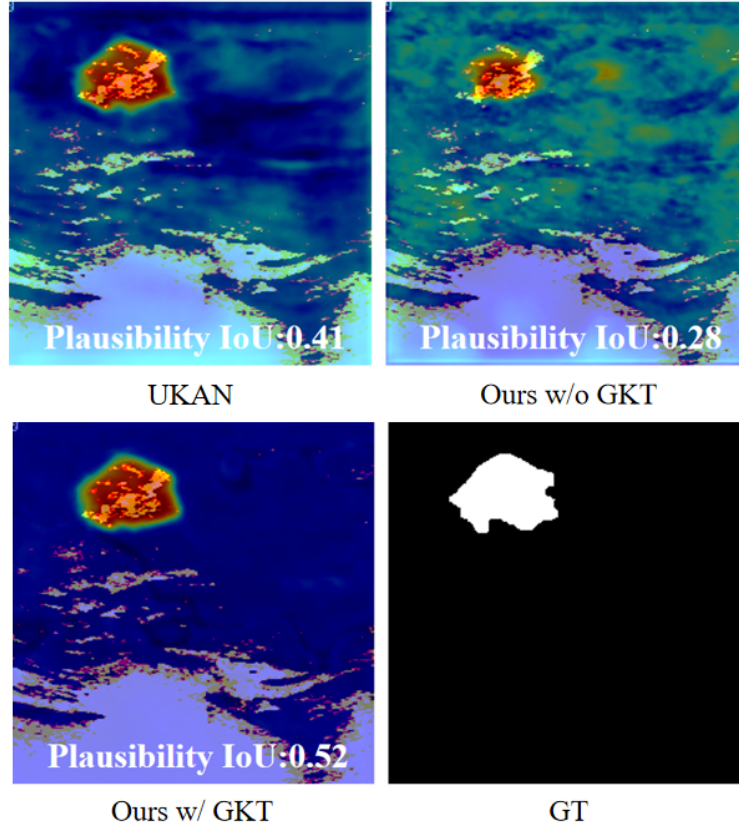 Plausibility IoU:0.41
UKAN
Plausibility IoU:0.28
Ours w/o GKT
Plausibility IoU:0.52
Ours w/ GKT
GT